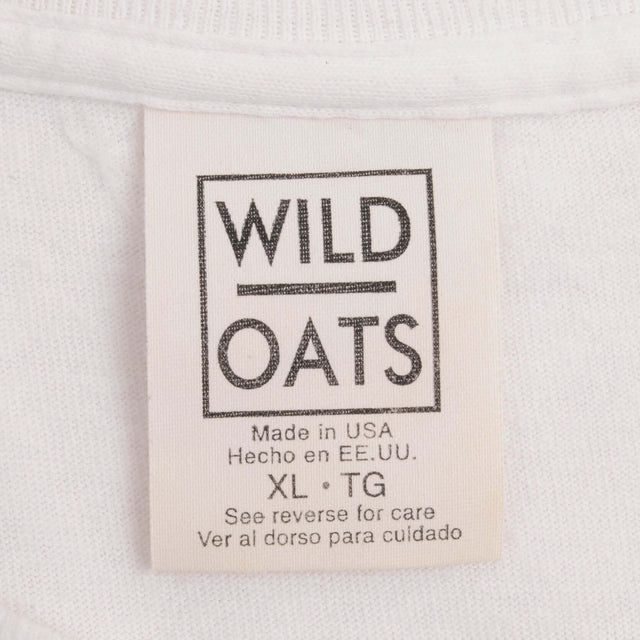 WILD
OATS
Made in USA
Hecho en EE.UU.
XL • TG
See reverse for care
Ver al dorso para cuidado